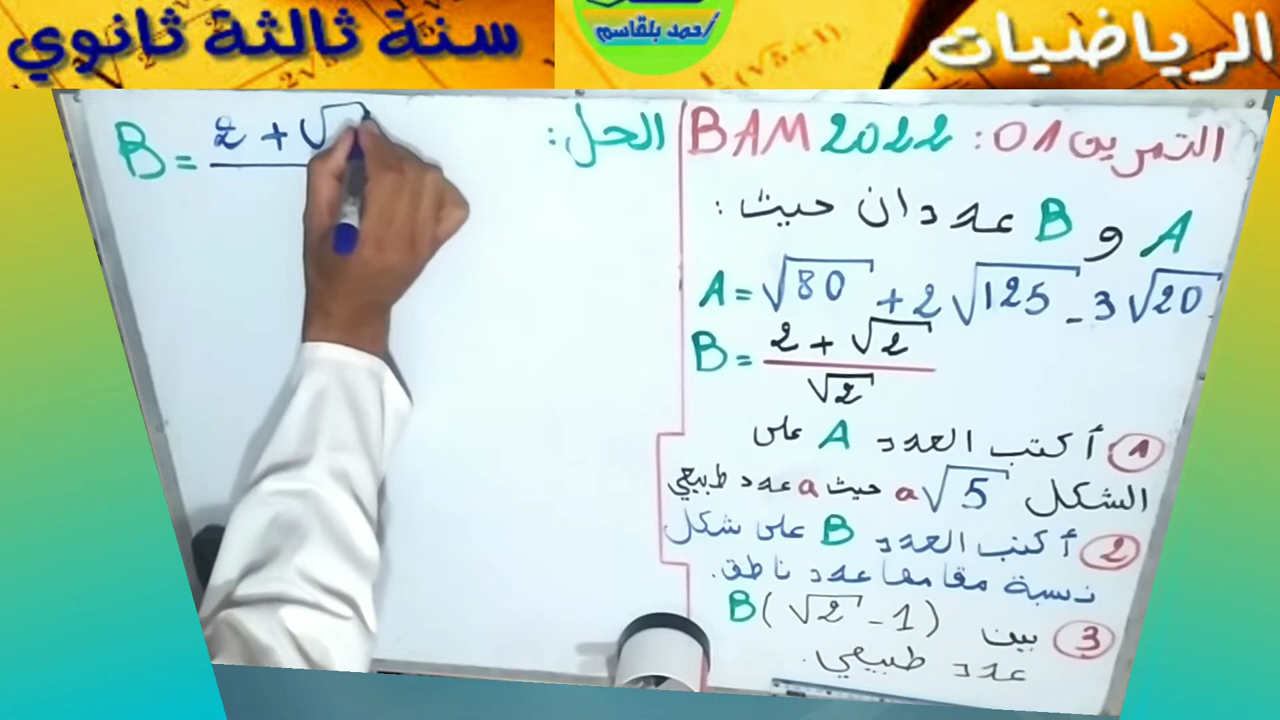 سنة ثالثة ثانوي
أحمد بلقاسم
الرياضيات
التمرين 01: BAM 2022
A و B عددان حيث:
A = √80 + 2√125 - 3√20
B = (2 + √2) / √2
1 أكتب العدد A على
الشكل a√5 حيث a عدد طبيعي
2 أكتب العدد B على شكل
نسبة مقامها عدد ناطق.
3 بين B(√2 - 1)
عدد طبيعي.
الحل:
B = 2 + √